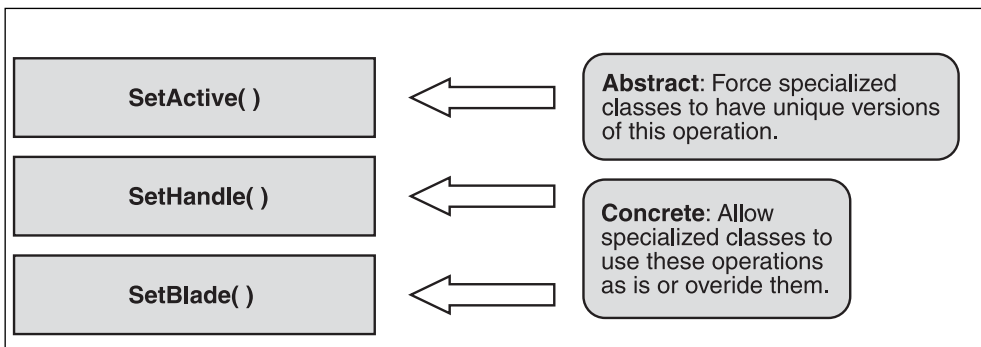 SetActive( )
Abstract: Force specialized
classes to have unique versions
of this operation.
SetHandle( )
Concrete: Allow
specialized classes to
use these operations
as is or overide them.
SetBlade( )